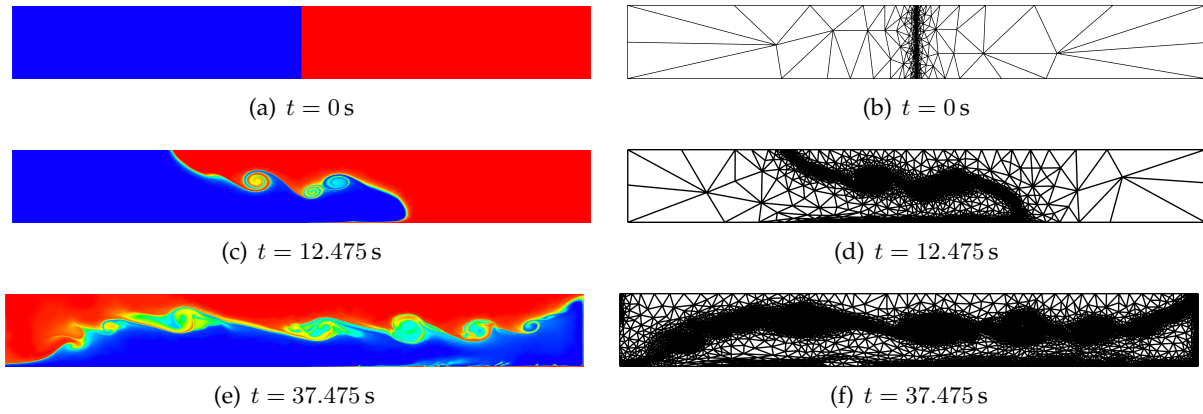 (a) t = 0 s
(b) t = 0 s
(c) t = 12.475 s
(d) t = 12.475 s
(e) t = 37.475 s
(f) t = 37.475 s